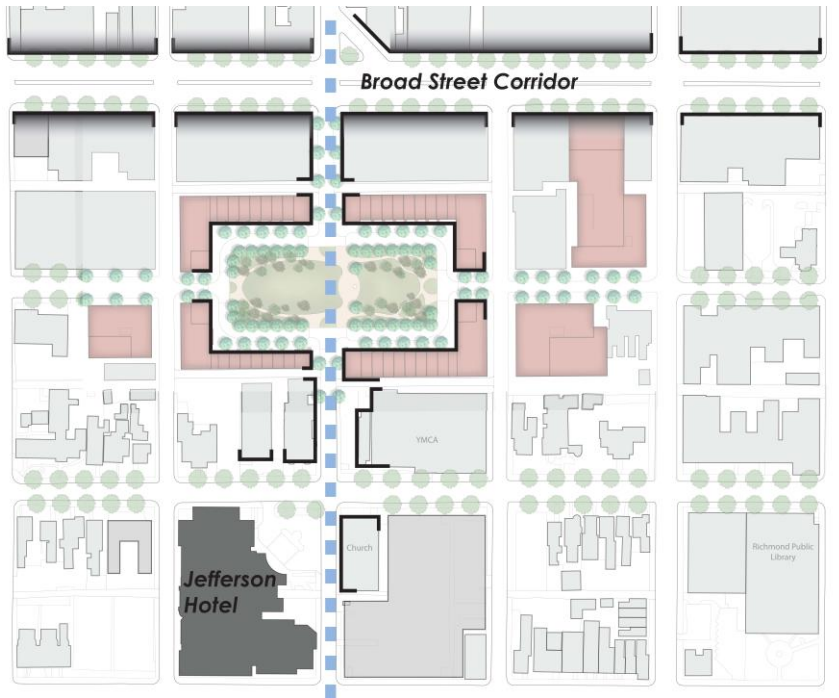 Broad Street Corridor
YMCA
Church
Richmond Public
Library
Jefferson
Hotel